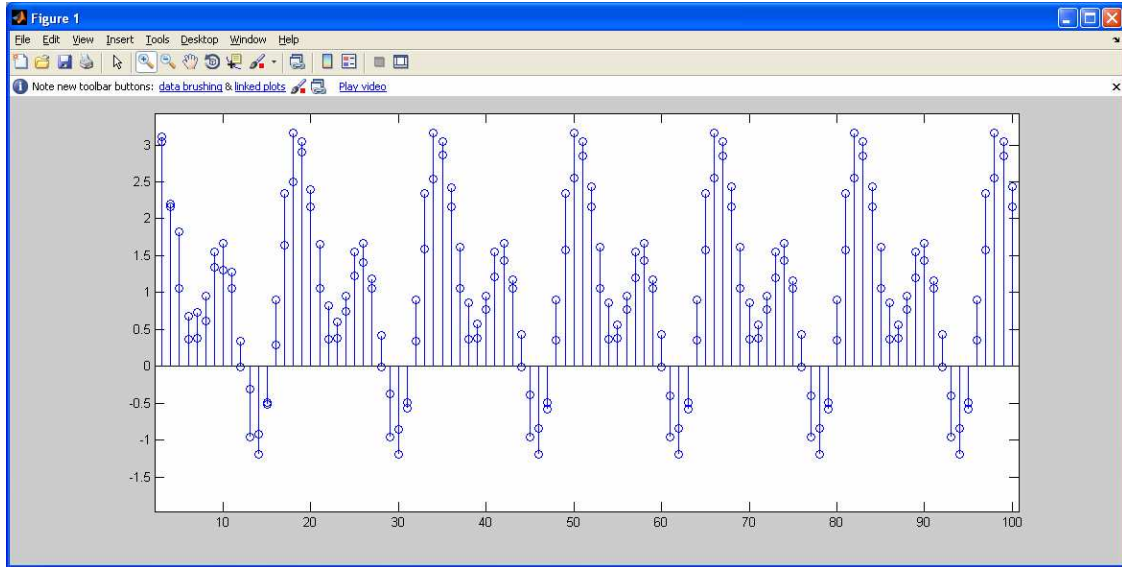 Figure 1
File Edit View Insert Tools Desktop Window Help
Note new toolbar buttons: data brushing & linked plots Play video
3
2.5
2
1.5
1
0.5
0
-0.5
-1
-1.5
10 20 30 40 50 60 70 80 90 100